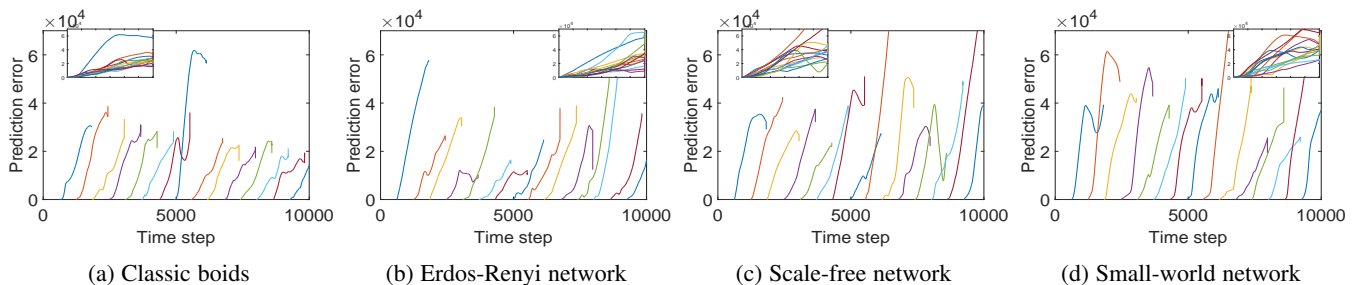 ×10⁴
6
4
2
0
Prediction error
0 5000 10000
Time step
(a) Classic boids
×10⁴
6
4
2
0
Prediction error
0 5000 10000
Time step
(b) Erdos-Renyi network
×10⁴
6
4
2
0
Prediction error
0 5000 10000
Time step
(c) Scale-free network
×10⁴
6
4
2
0
Prediction error
0 5000 10000
Time step
(d) Small-world network